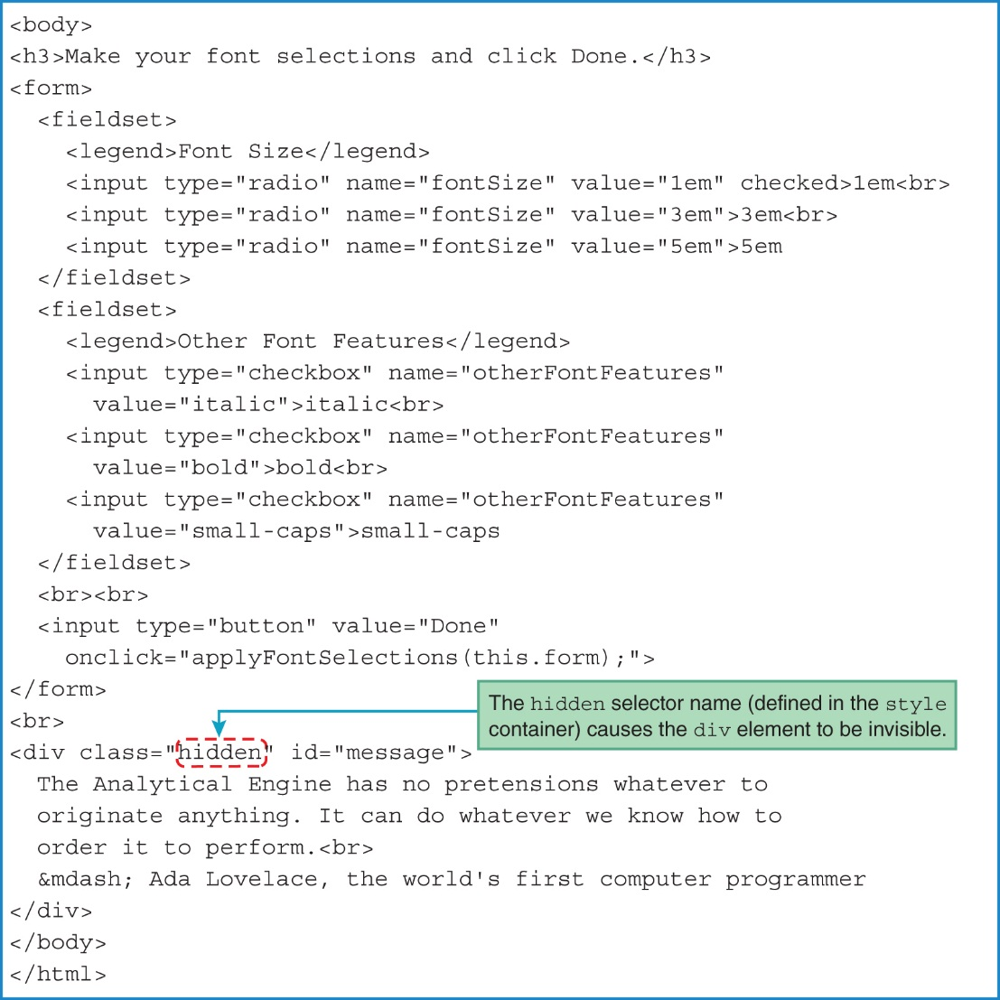 <body>
<h3>Make your font selections and click Done.</h3>
<form>
  <fieldset>
    <legend>Font Size</legend>
    <input type="radio" name="fontSize" value="1em" checked>1em<br>
    <input type="radio" name="fontSize" value="3em">3em<br>
    <input type="radio" name="fontSize" value="5em">5em
  </fieldset>
  <fieldset>
    <legend>Other Font Features</legend>
    <input type="checkbox" name="otherFontFeatures"
      value="italic">italic<br>
    <input type="checkbox" name="otherFontFeatures"
      value="bold">bold<br>
    <input type="checkbox" name="otherFontFeatures"
      value="small-caps">small-caps
  </fieldset>
  <br><br>
  <input type="button" value="Done"
    onclick="applyFontSelections(this.form);">
</form>
The hidden selector name (defined in the style
container) causes the div element to be invisible.
<br>
<div class="hidden" id="message">
  The Analytical Engine has no pretensions whatever to
  originate anything. It can do whatever we know how to
  order it to perform.<br>
  &mdash; Ada Lovelace, the world's first computer programmer
</div>
</body>
</html>